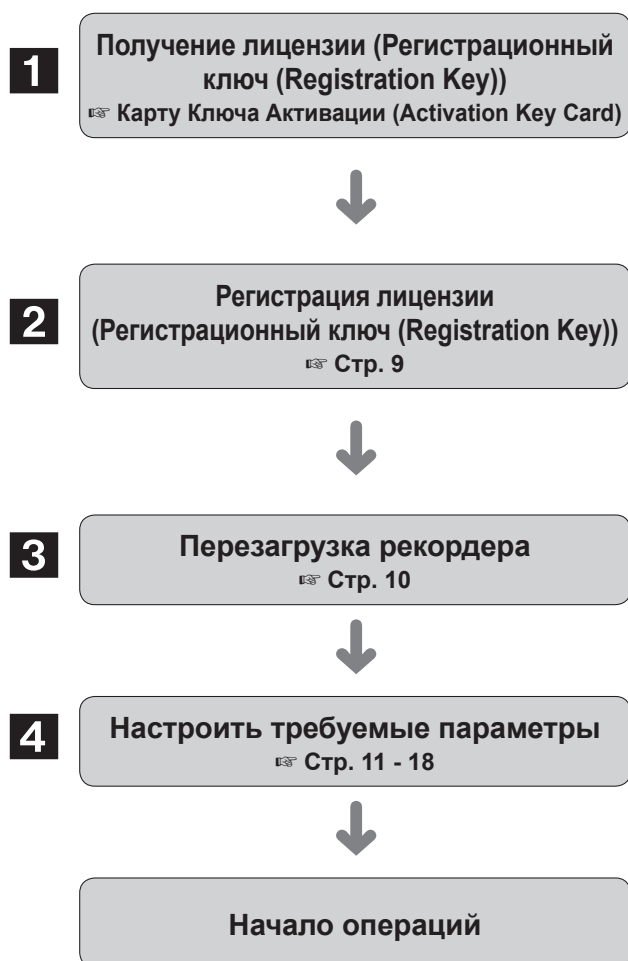 1
Получение лицензии (Регистрационный
ключ (Registration Key))
☞ Карту Ключа Активации (Activation Key Card)
2
Регистрация лицензии
(Регистрационный ключ (Registration Key))
☞ Стр. 9
3
Перезагрузка рекордера
☞ Стр. 10
4
Настроить требуемые параметры
☞ Стр. 11 - 18
Начало операций